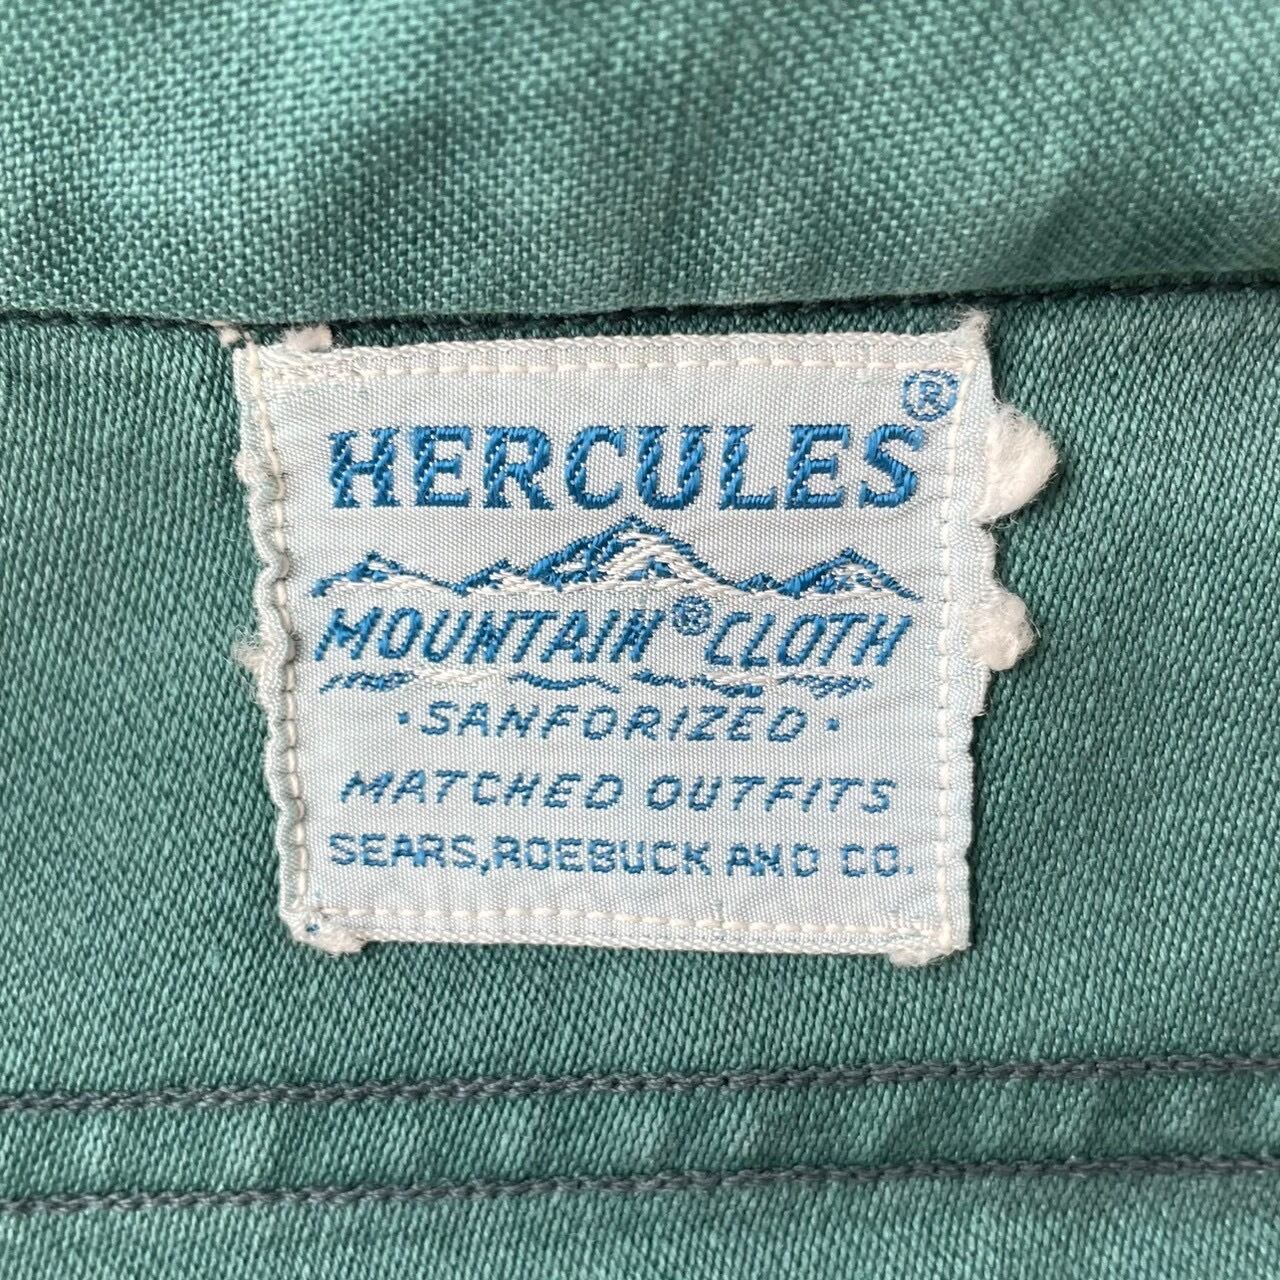 HERCULES®
MOUNTAIN® CLOTH
· SANFORIZED ·
MATCHED OUTFITS
SEARS, ROEBUCK AND CO.